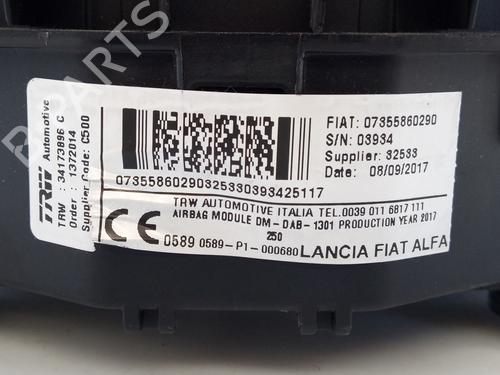 TRW Automotive
TRW : 34173896 C
Order : 1372014
Supplier Code: C500
FIAT: 07355860290
S/N: 03934
Supplier: 32533
Date: 08/09/2017
07355860290325330393425117
TRW AUTOMOTIVE ITALIA TEL.0039 011 6817 111
AIRBAG MODULE DM-DAB-1301 PRODUCTION YEAR 2017
250
CE 0589 0589-P1-000680 LANCIA FIAT ALFA
B-PARTS